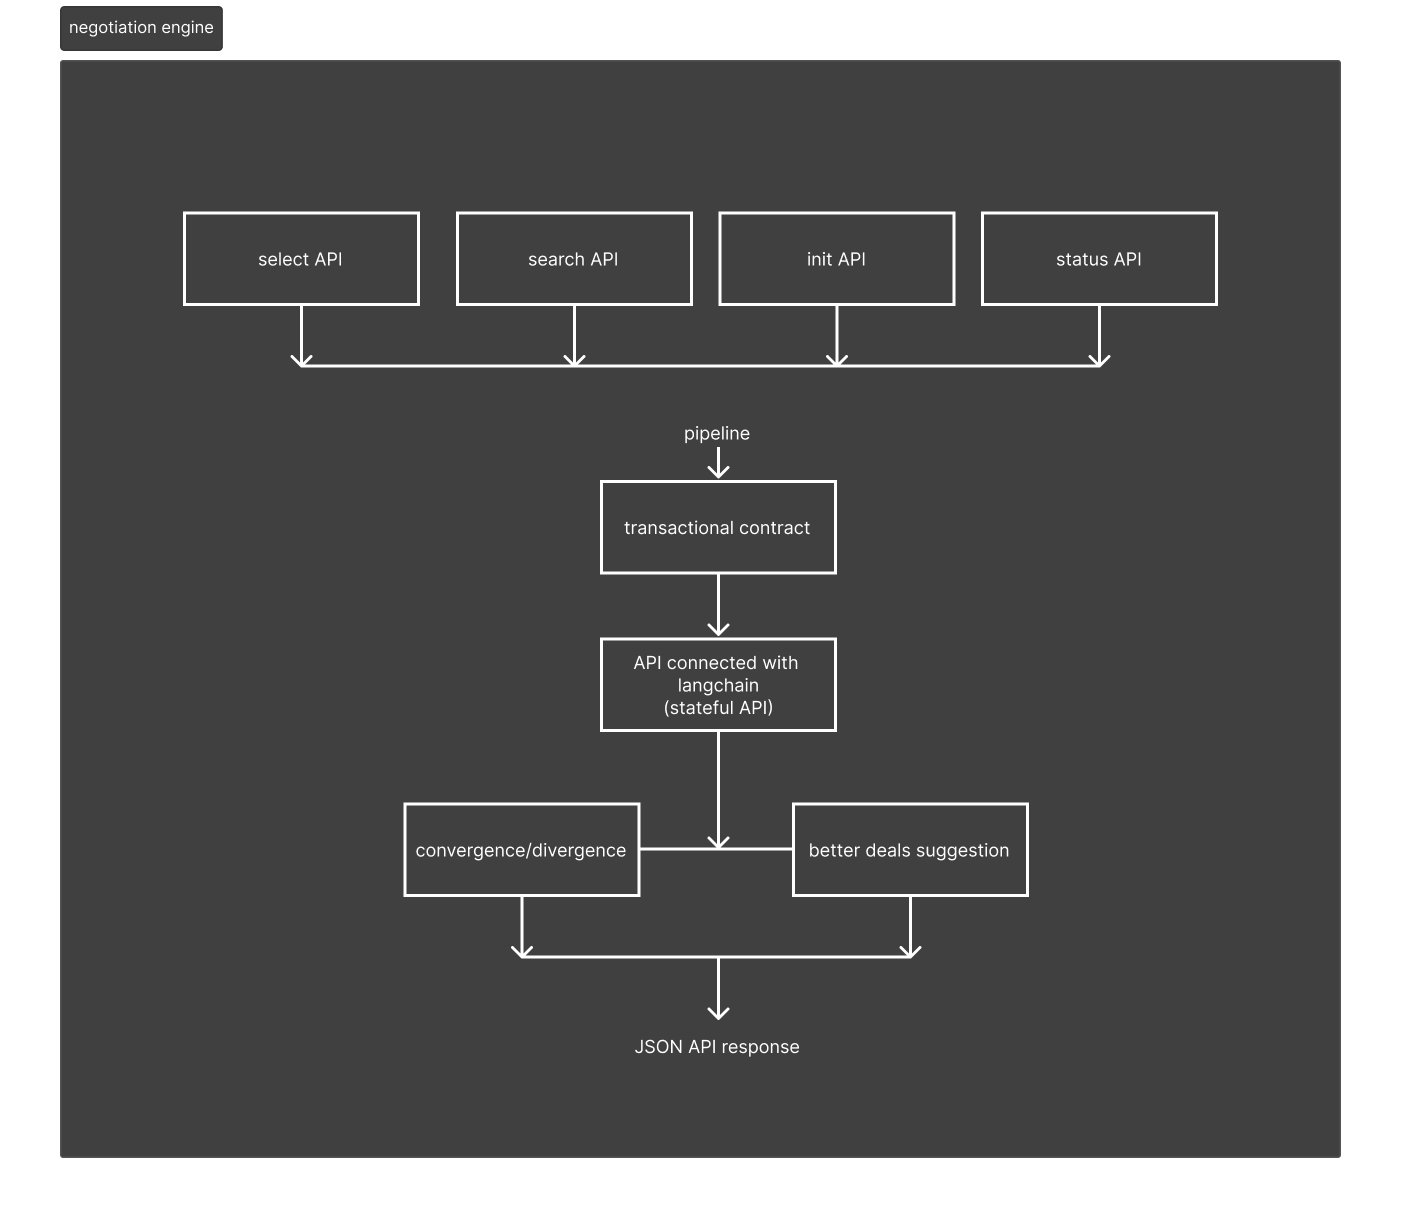 negotiation engine
select API
search API
init API
status API
pipeline
transactional contract
API connected with
langchain
(stateful API)
convergence/divergence
better deals suggestion
JSON API response